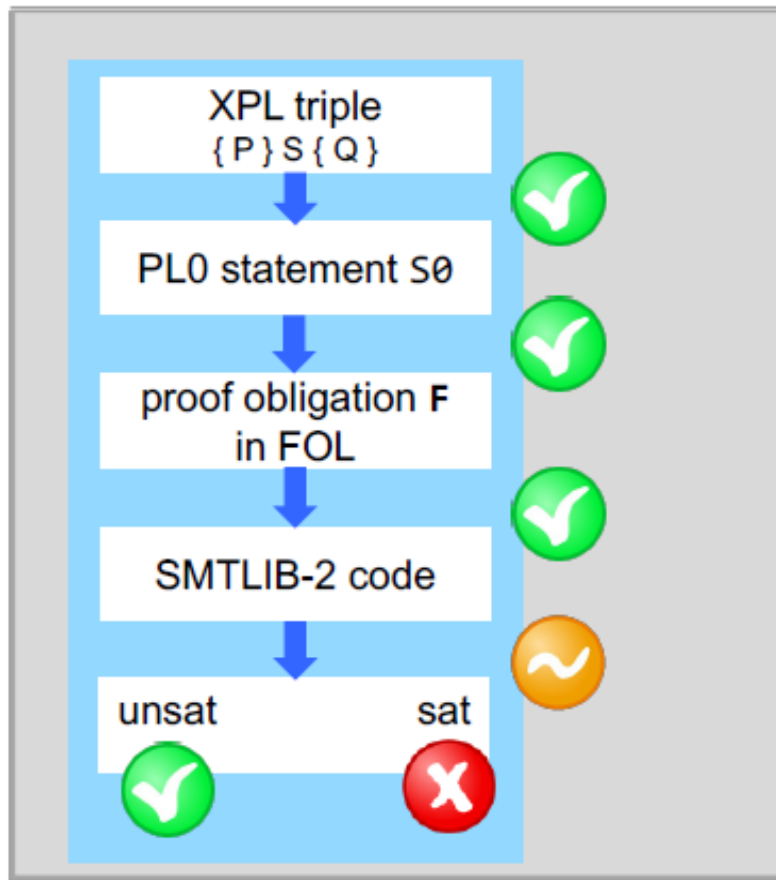 XPL triple
{ P } S { Q }
PL0 statement S0
proof obligation F
in FOL
SMTLIB-2 code
unsat sat